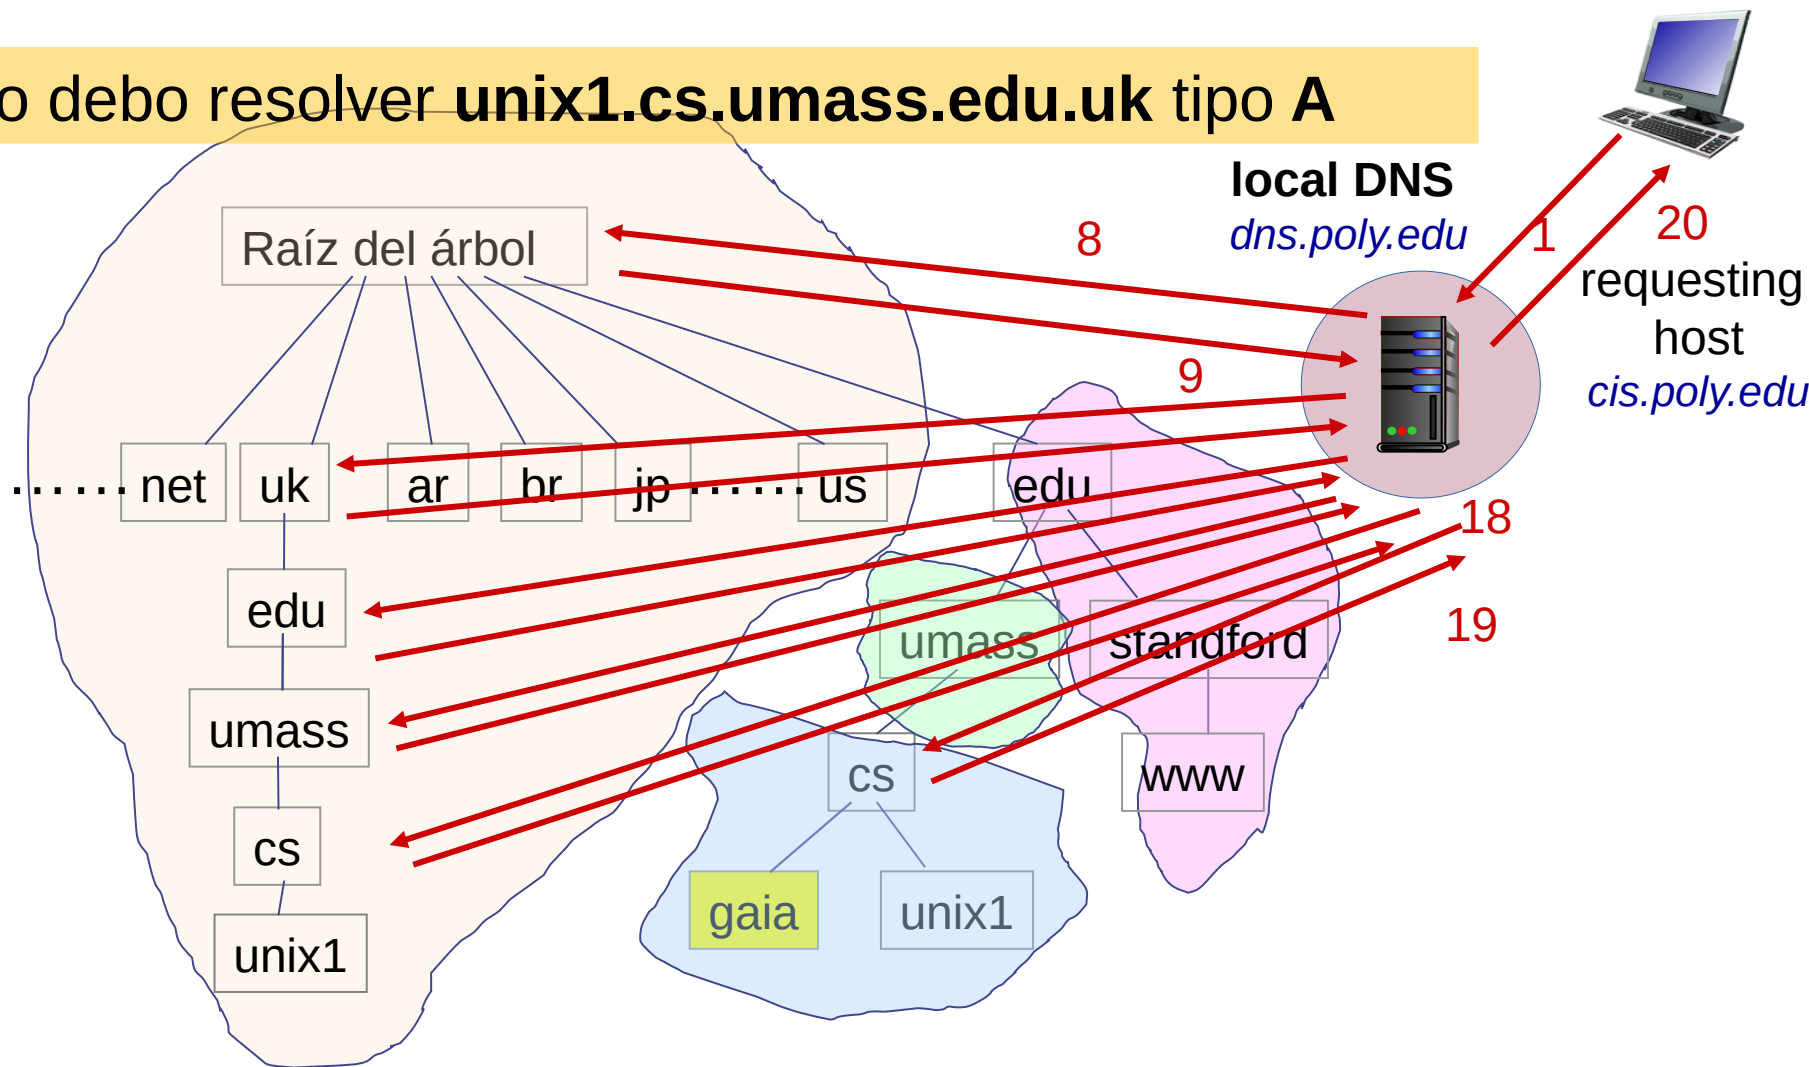 o debo resolver unix1.cs.umass.edu.uk tipo A
local DNS
dns.poly.edu
8
1
20
requesting
host
cis.poly.edu
Raíz del árbol
9
……
net
uk
ar
br
jp
……
us
edu
18
edu
umass
standford
19
umass
cs
www
cs
gaia
unix1
unix1